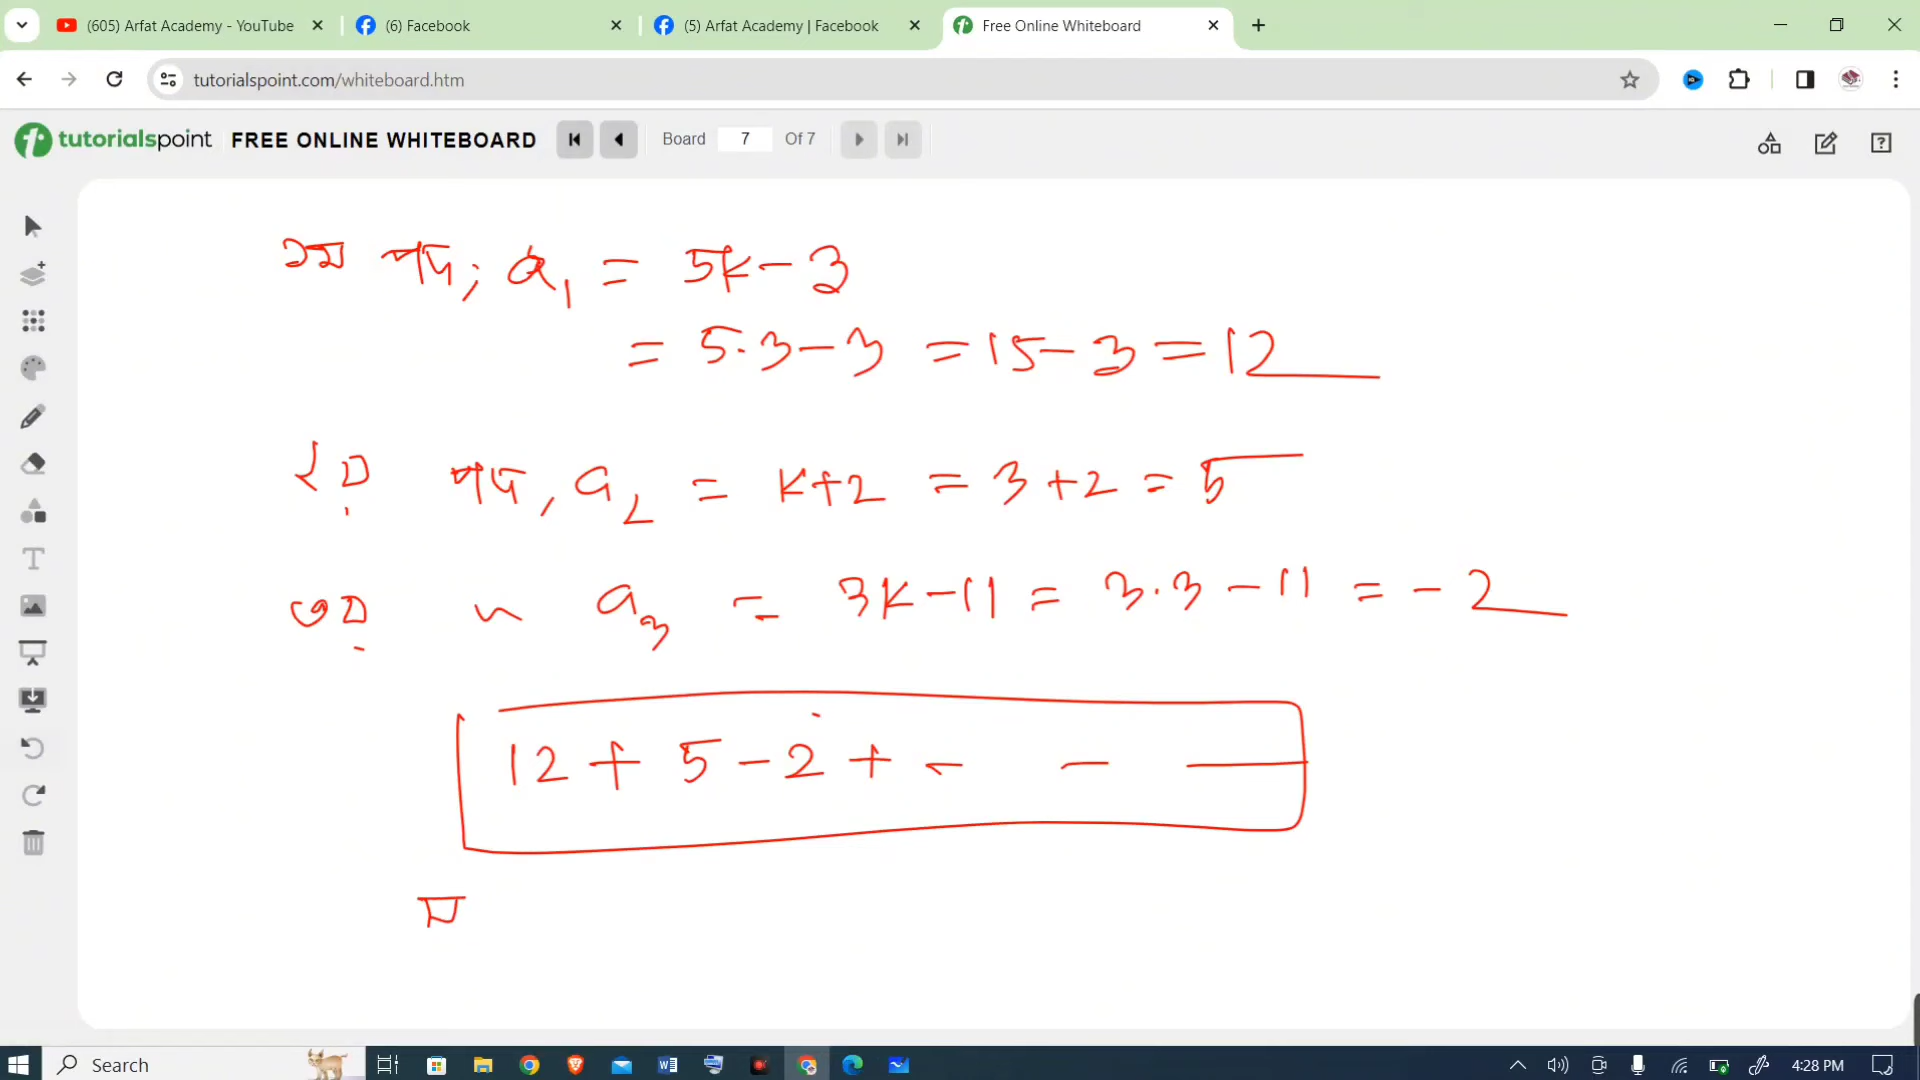 (605) Arfat Academy - YouTube
(6) Facebook
(5) Arfat Academy | Facebook
Free Online Whiteboard
tutorialspoint.com/whiteboard.htm
tutorialspoint FREE ONLINE WHITEBOARD Board 7 Of 7
১ম পদ; a₁ = 5k - 3
= 5·3 - 3 = 15 - 3 = 12
২য় পদ, a₂ = k+2 = 3+2 = 5
৩য় " a₃ = 3k - 11 = 3·3 - 11 = - 2
12 + 5 - 2 + - - —
Search
4:28 PM